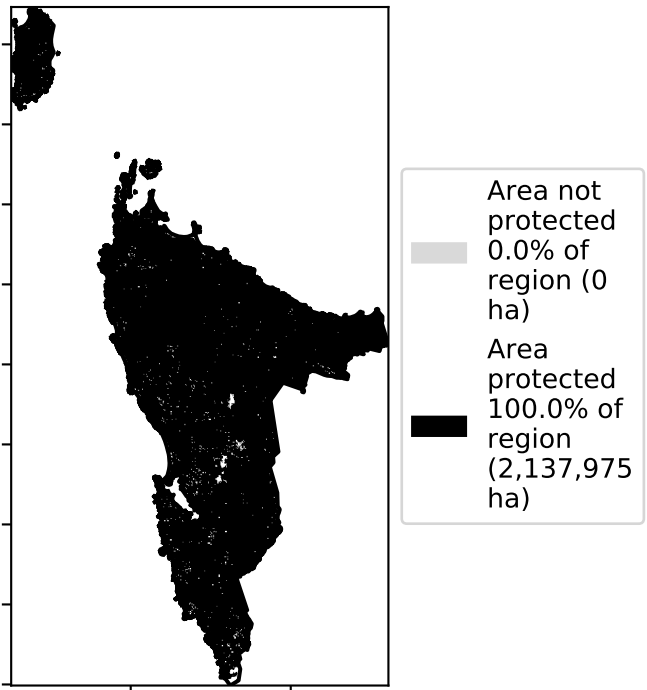 Area not
protected
0.0% of
region (0
ha)
Area
protected
100.0% of
region
(2,137,975
ha)